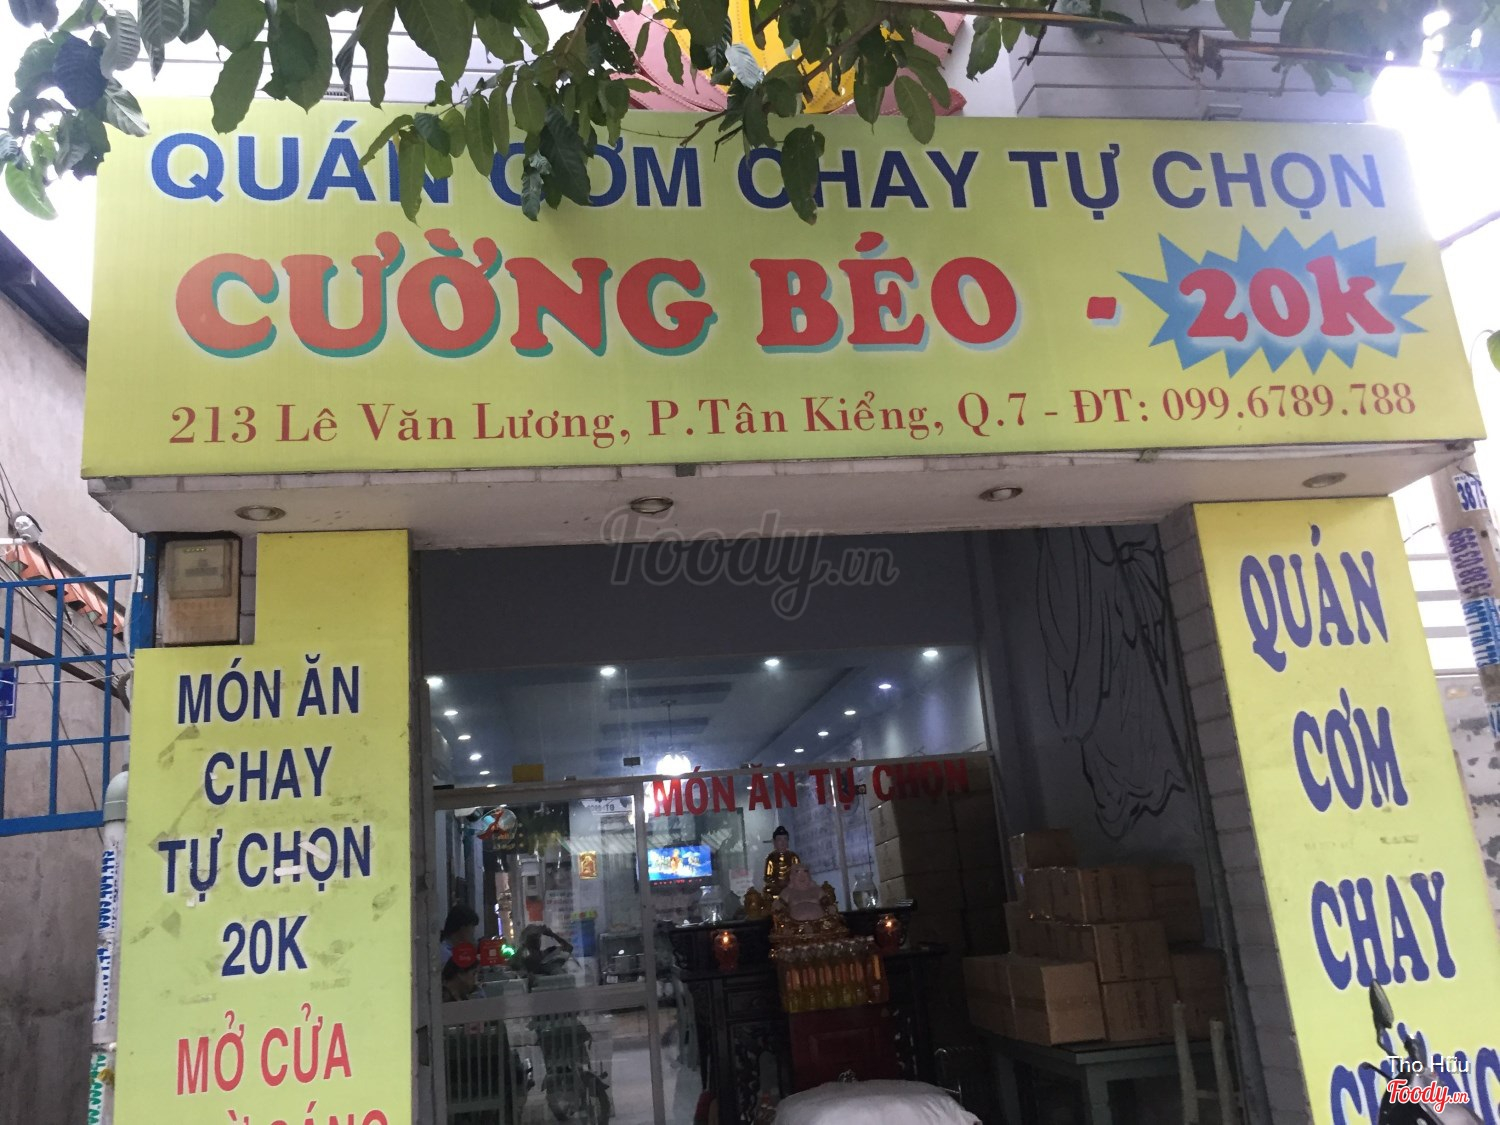 QUÁN CƠM CHAY TỰ CHỌN
CƯỜNG BÉO - 20k
213 Lê Văn Lương, P.Tân Kiểng, Q.7 - ĐT: 099.6789.788
Foody.vn
MÓN ĂN
CHAY
TỰ CHỌN
20K
MỞ CỬA
MÓN ĂN TỰ CHỌN
QUÁN
CƠM
CHAY
Thọ Hữu
Foody.vn